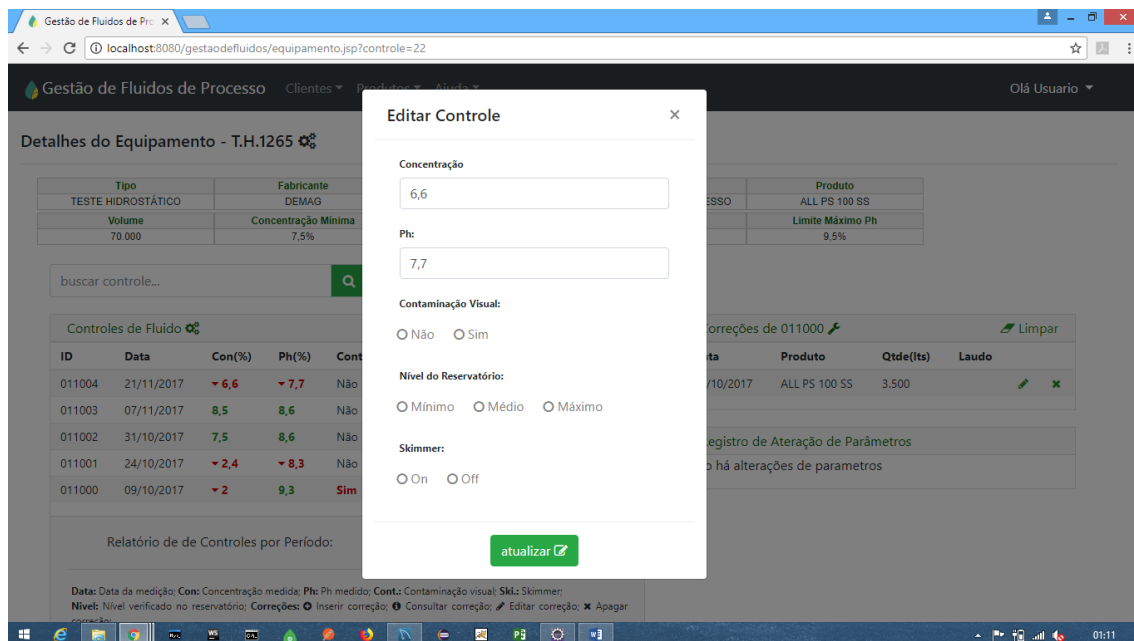 Gestão de Fluidos de Pro
localhost:8080/gestaodefluidos/equipamento.jsp?controle=22
Gestão de Fluidos de Processo Clientes Produtos Ajuda Olá Usuario
Detalhes do Equipamento - T.H.1265
Tipo Fabricante Produto
TESTE HIDROSTÁTICO DEMAG ESSO ALL PS 100 SS
Volume Concentração Mínima Limite Máximo Ph
70.000 7,5% 9,5%
buscar controle...
Controles de Fluido
ID Data Con(%) Ph(%) Cont
011004 21/11/2017 6,6 7,7 Não
011003 07/11/2017 8,5 8,6 Não
011002 31/10/2017 7,5 8,6 Não
011001 24/10/2017 2,4 8,3 Não
011000 09/10/2017 2 9,3 Sim
Relatório de de Controles por Período:
Data: Data da medição; Con: Concentração medida; Ph: Ph medido; Cont.: Contaminação visual; Ski.: Skimmer;
Nivel: Nível verificado no reservatório; Correções: Inserir correção; Consultar correção; Editar correção; Apagar
correção;
Editar Controle ×
Concentração
6,6
Ph:
7,7
Contaminação Visual:
Não Sim
Nível do Reservatório:
Mínimo Médio Máximo
Skimmer:
On Off
atualizar
orreções de 011000 Limpar
ta Produto Qtde(lts) Laudo
/10/2017 ALL PS 100 SS 3.500
egistro de Ateração de Parâmetros
o há alterações de parametros
01:11